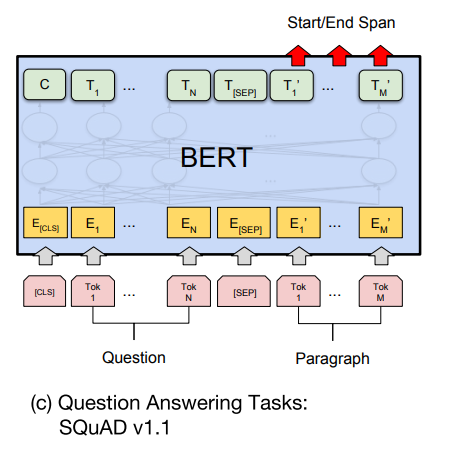 Start/End Span
C T1 ... TN T[SEP] T1' ... TM'
BERT
E[CLS] E1 ... EN E[SEP] E1' ... EM'
[CLS] Tok 1 ... Tok N [SEP] Tok 1 ... Tok M
Question Paragraph
(c) Question Answering Tasks:
SQuAD v1.1